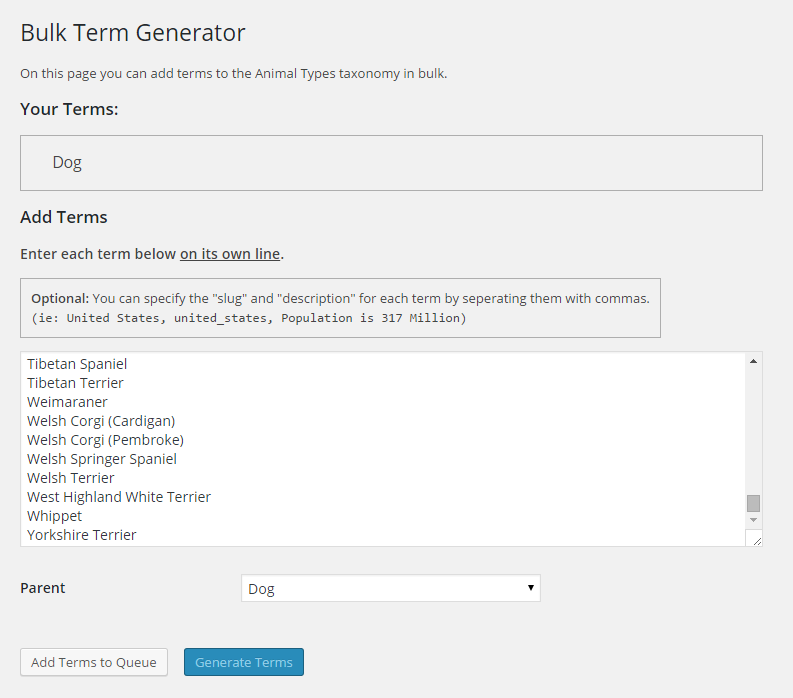 Bulk Term Generator
On this page you can add terms to the Animal Types taxonomy in bulk.
Your Terms:
Dog
Add Terms
Enter each term below on its own line.
Optional: You can specify the "slug" and "description" for each term by seperating them with commas.
(ie: United States, united_states, Population is 317 Million)
Tibetan Spaniel
Tibetan Terrier
Weimaraner
Welsh Corgi (Cardigan)
Welsh Corgi (Pembroke)
Welsh Springer Spaniel
Welsh Terrier
West Highland White Terrier
Whippet
Yorkshire Terrier
Parent Dog
Add Terms to Queue Generate Terms